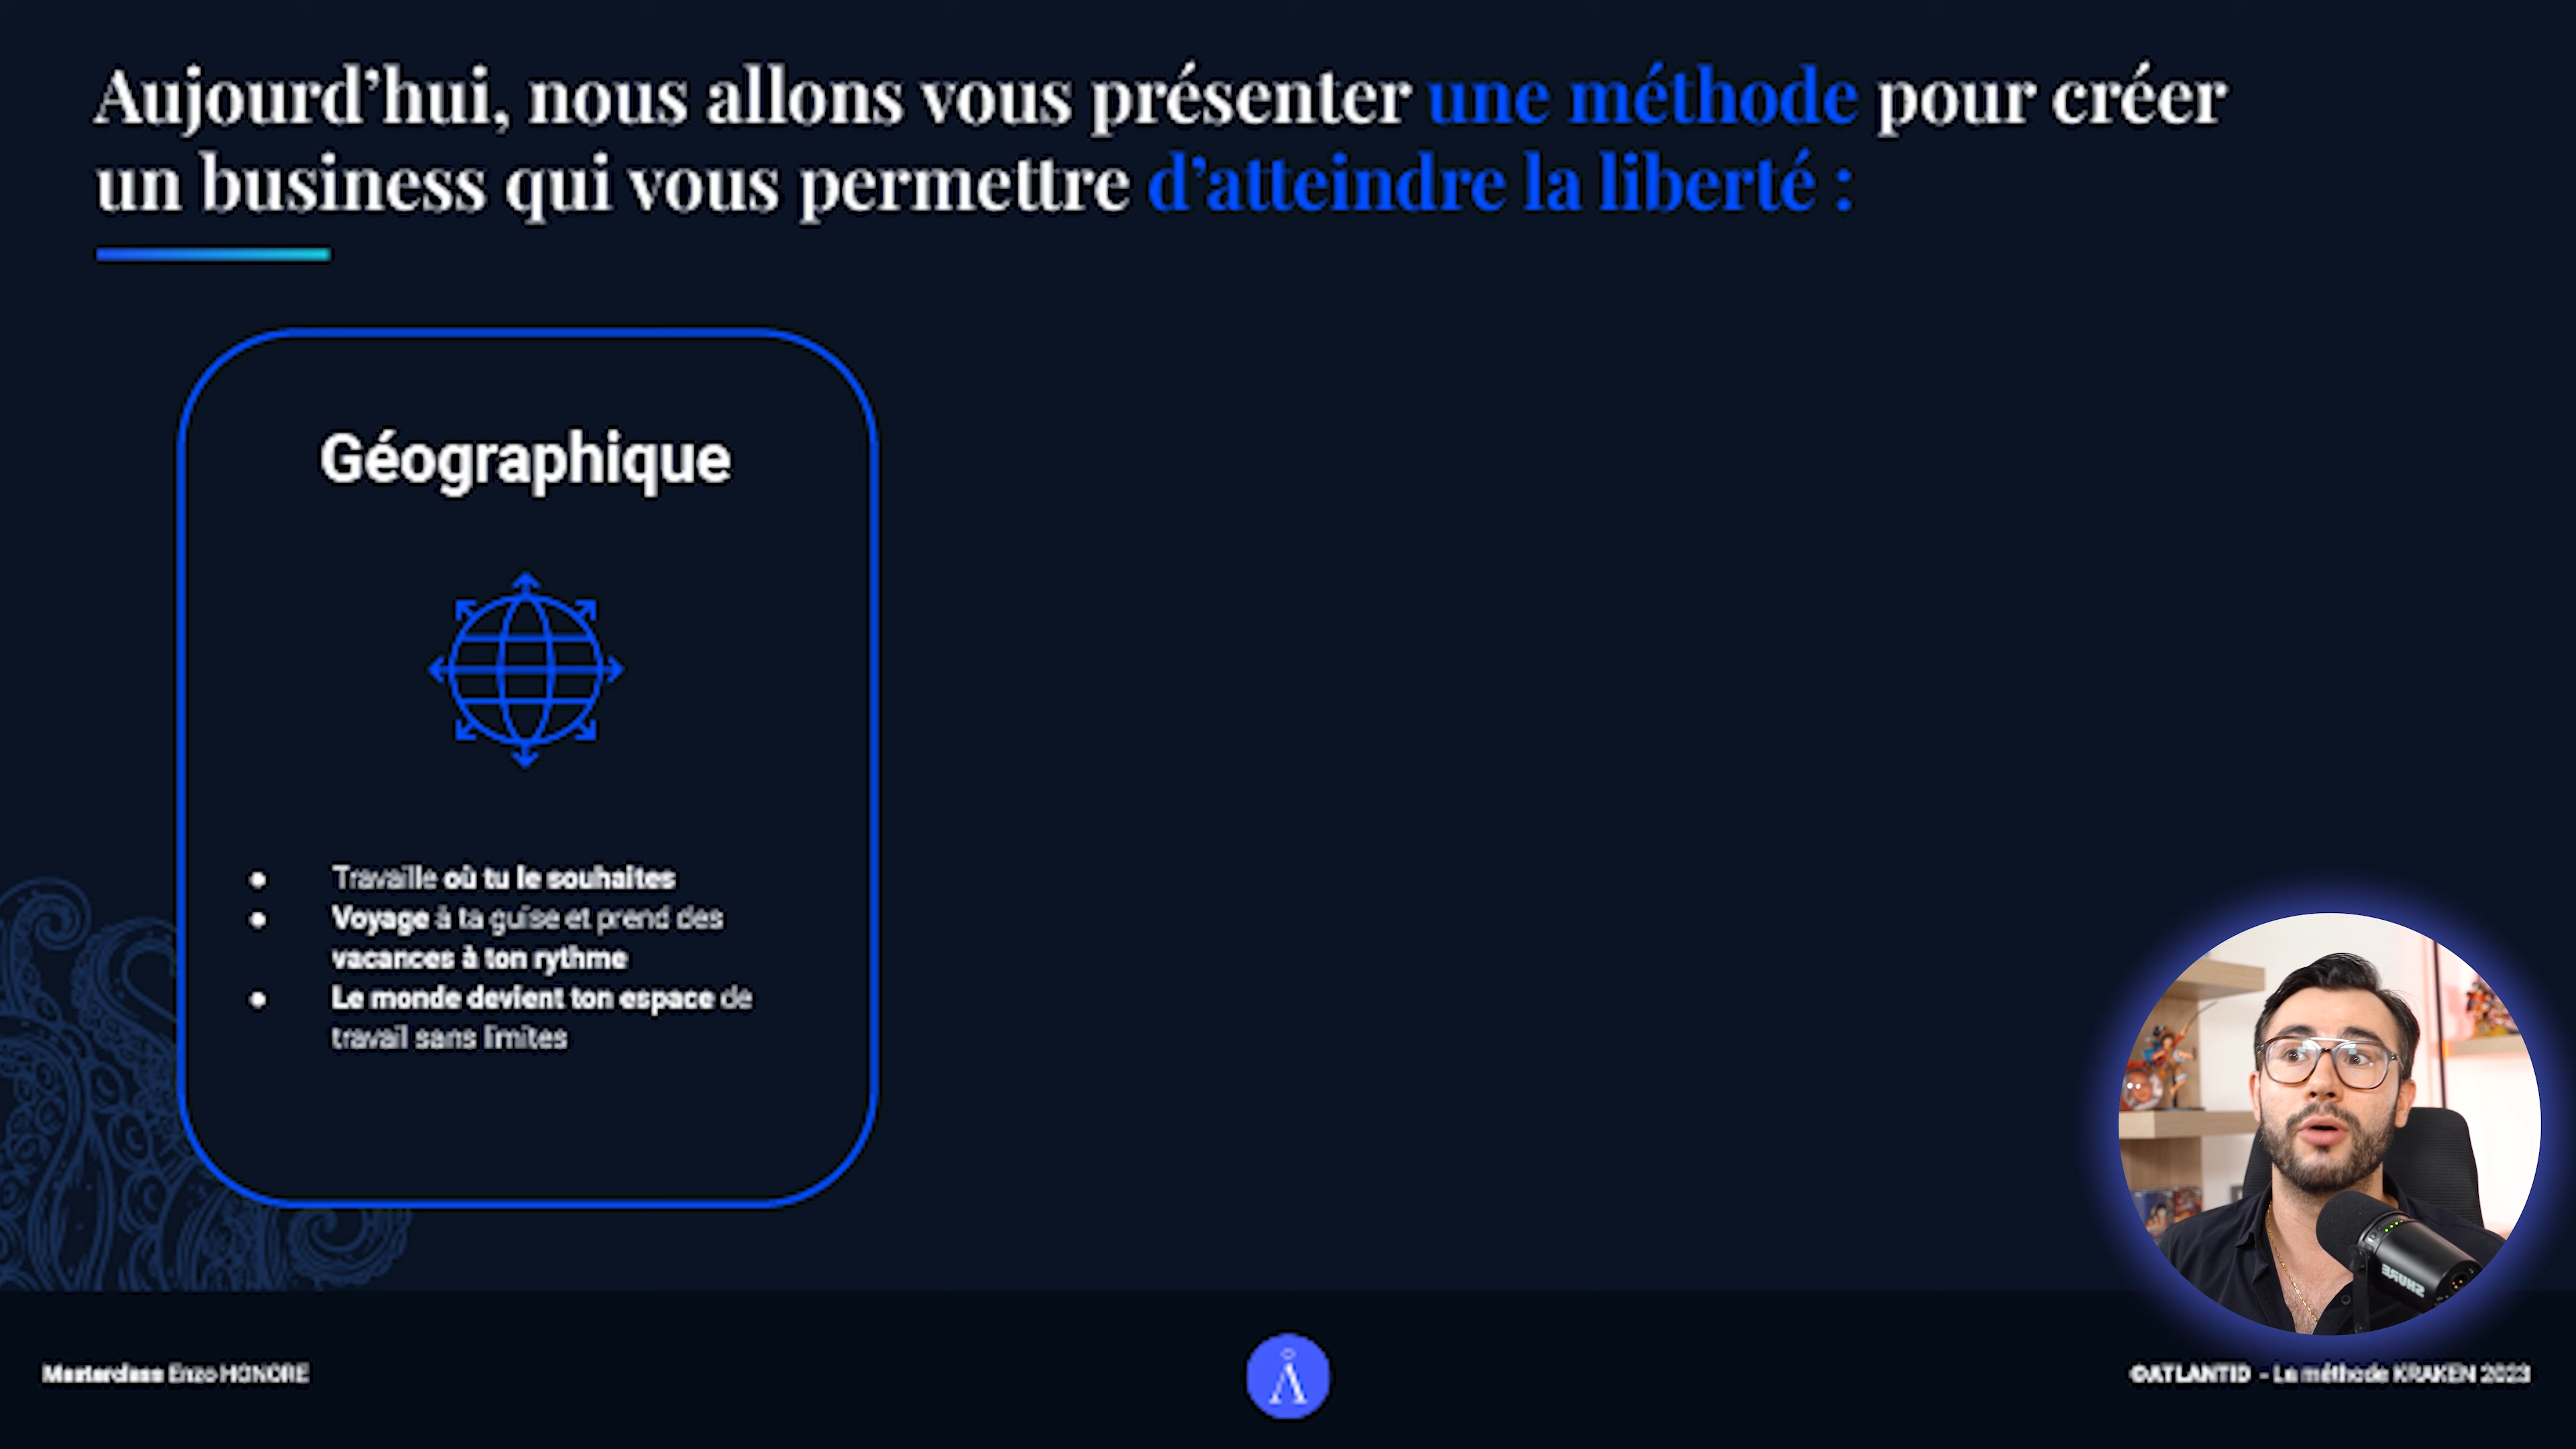 Aujourd’hui, nous allons vous présenter une méthode pour créer
un business qui vous permettre d’atteindre la liberté :
Géographique
● Travaille où tu le souhaites
● Voyage à ta guise et prend des
vacances à ton rythme
● Le monde devient ton espace de
travail sans limites
SHURE
Masterclass Enzo HONORE
©ATLANTID - La méthode KRAKEN 2023